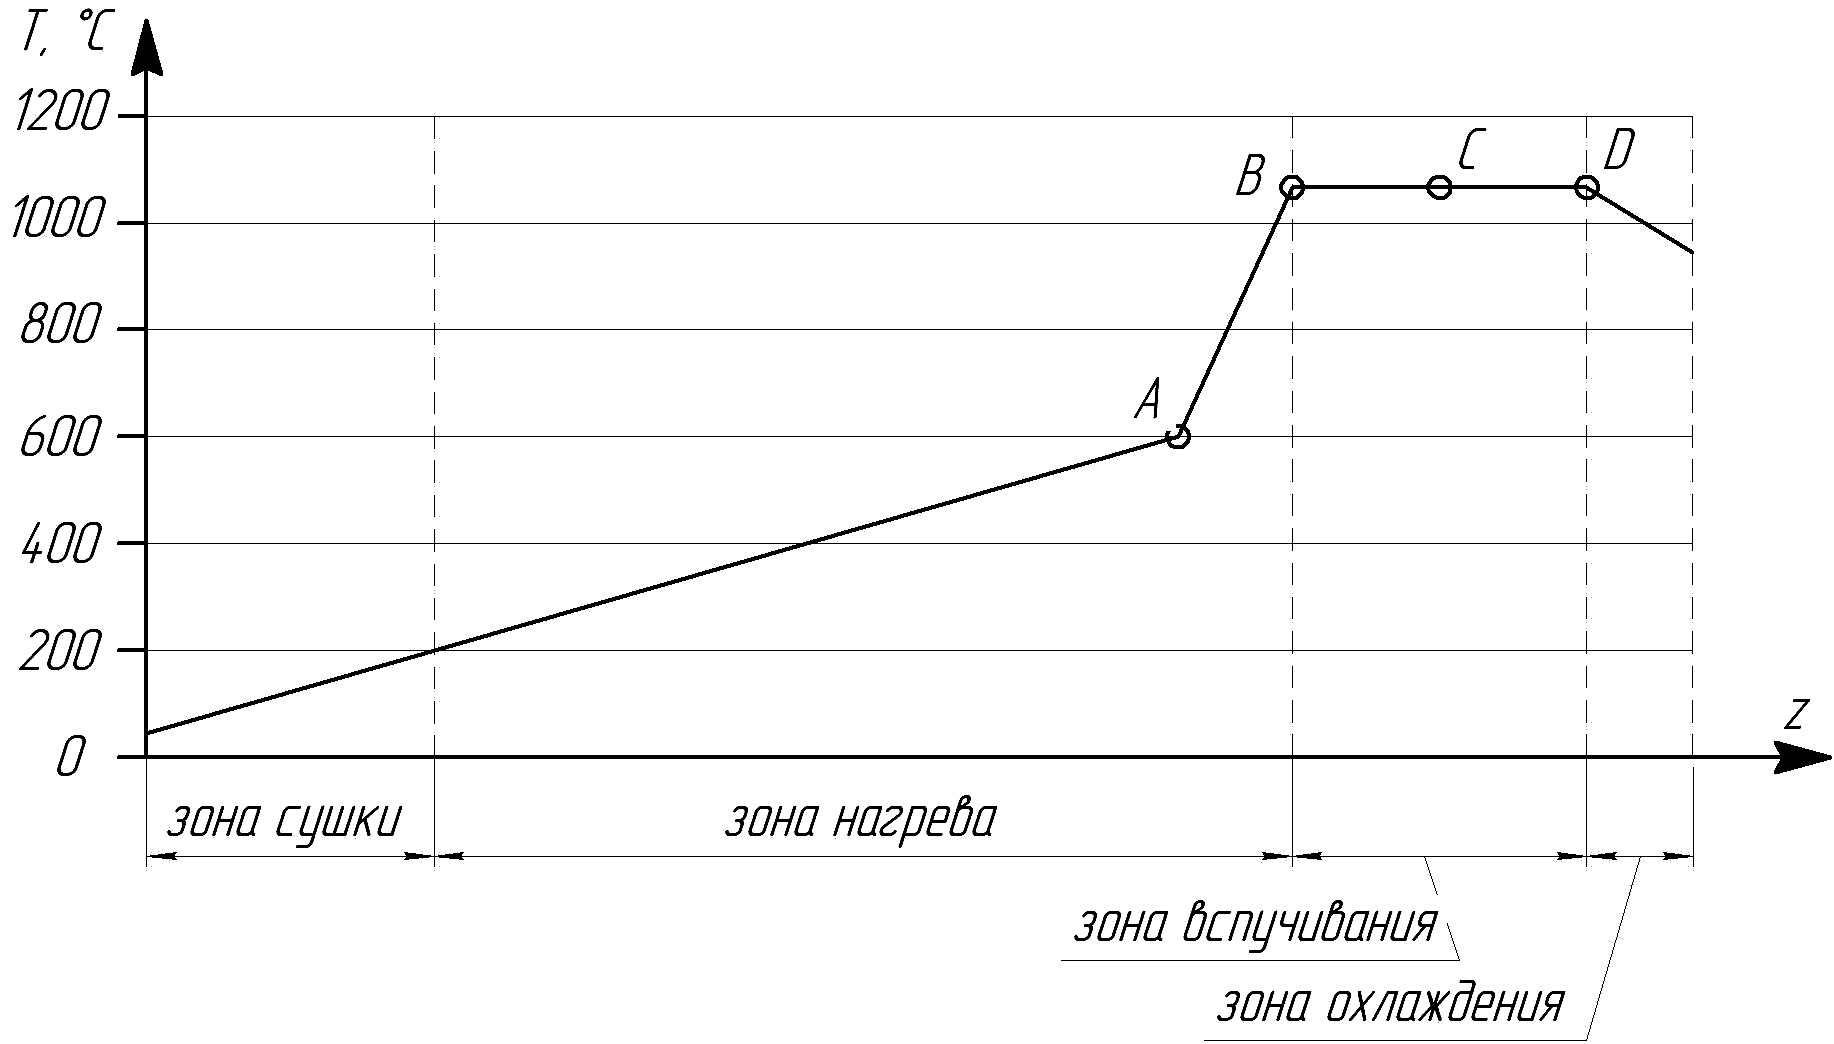 T, °C
1200
1000
800
600
400
200
0
A
B
C
D
z
зона сушки
зона нагрева
зона вспучивания
зона охлаждения